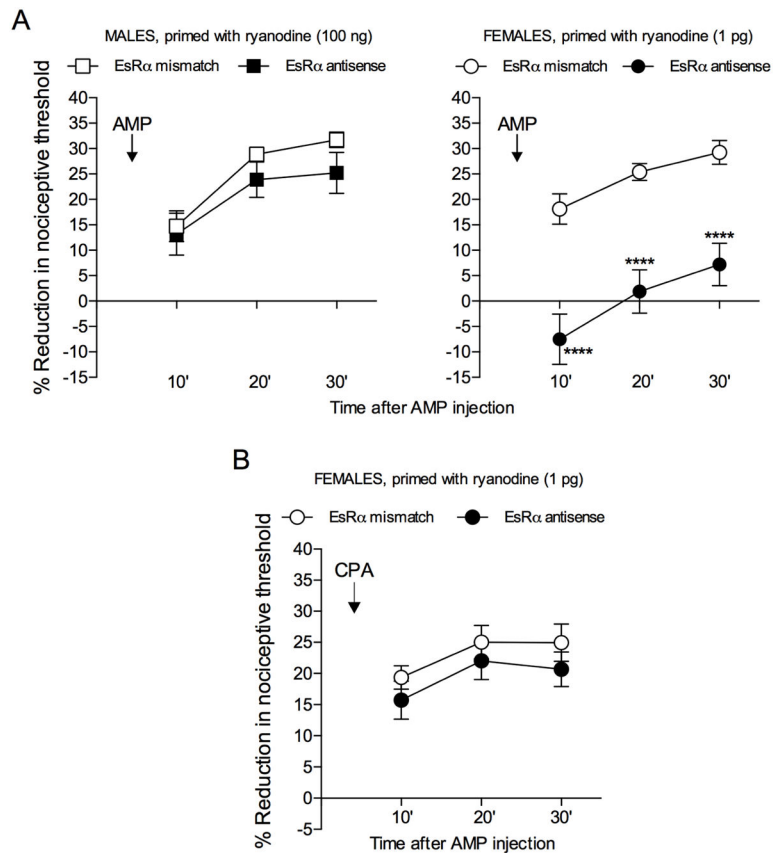 A
MALES, primed with ryanodine (100 ng)
EsRα mismatch EsRα antisense
% Reduction in nociceptive threshold
40
35
30
25
20
15
10
5
0
-5
-10
-15
AMP
10' 20' 30'
FEMALES, primed with ryanodine (1 pg)
EsRα mismatch EsRα antisense
40
35
30
25
20
15
10
5
0
-5
-10
-15
AMP
****
****
****
10' 20' 30'
Time after AMP injection
B
FEMALES, primed with ryanodine (1 pg)
EsRα mismatch EsRα antisense
% Reduction in nociceptive threshold
40
35
30
25
20
15
10
5
0
-5
CPA
10' 20' 30'
Time after AMP injection